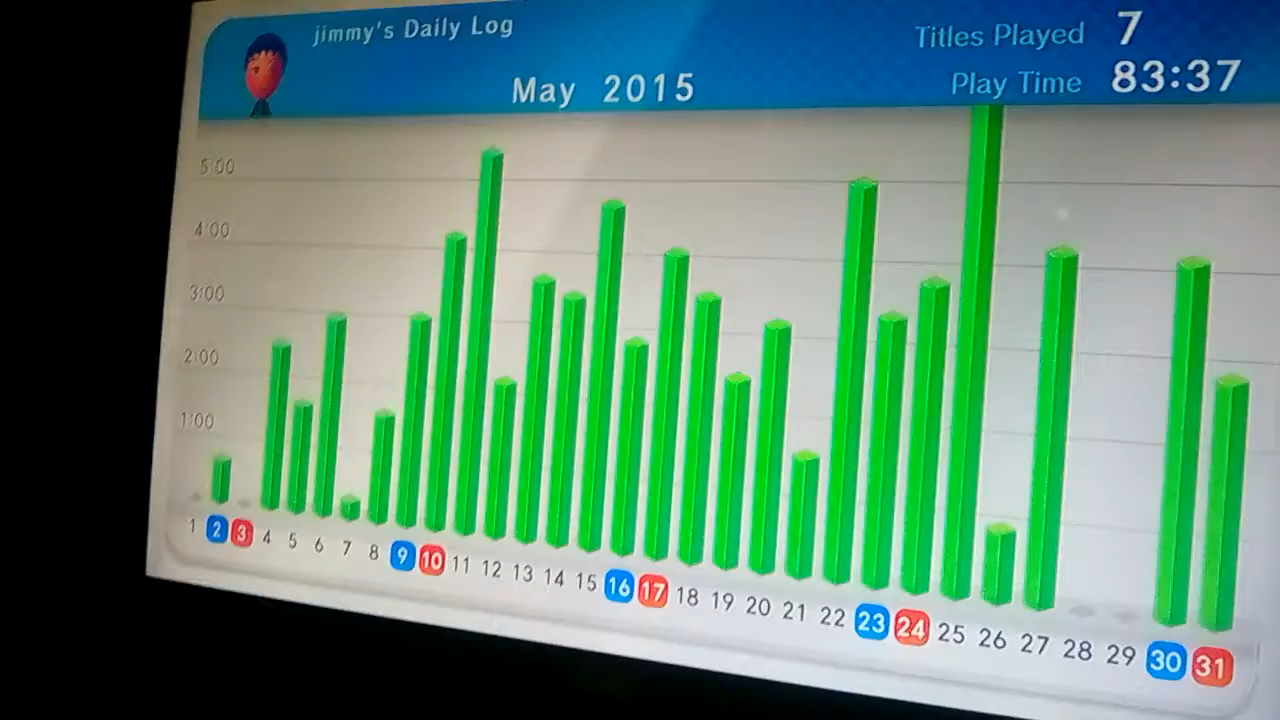 jimmy's Daily Log
Titles Played 7
May 2015
Play Time 83:37
5:00
4:00
3:00
2:00
1:00
1 2 3 4 5 6 7 8 9 10 11 12 13 14 15 16 17 18 19 20 21 22 23 24 25 26 27 28 29 30 31